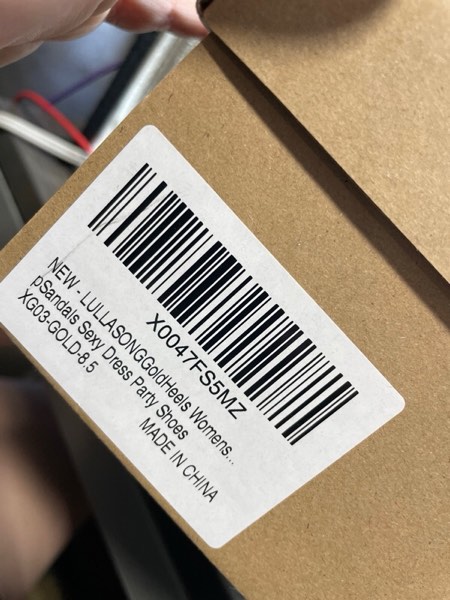 X0047FS5MZ
NEW - LULLASONGGoldHeels Womens...
pSandals Sexy Dress Party Shoes
XG03-GOLD-8.5
MADE IN CHINA